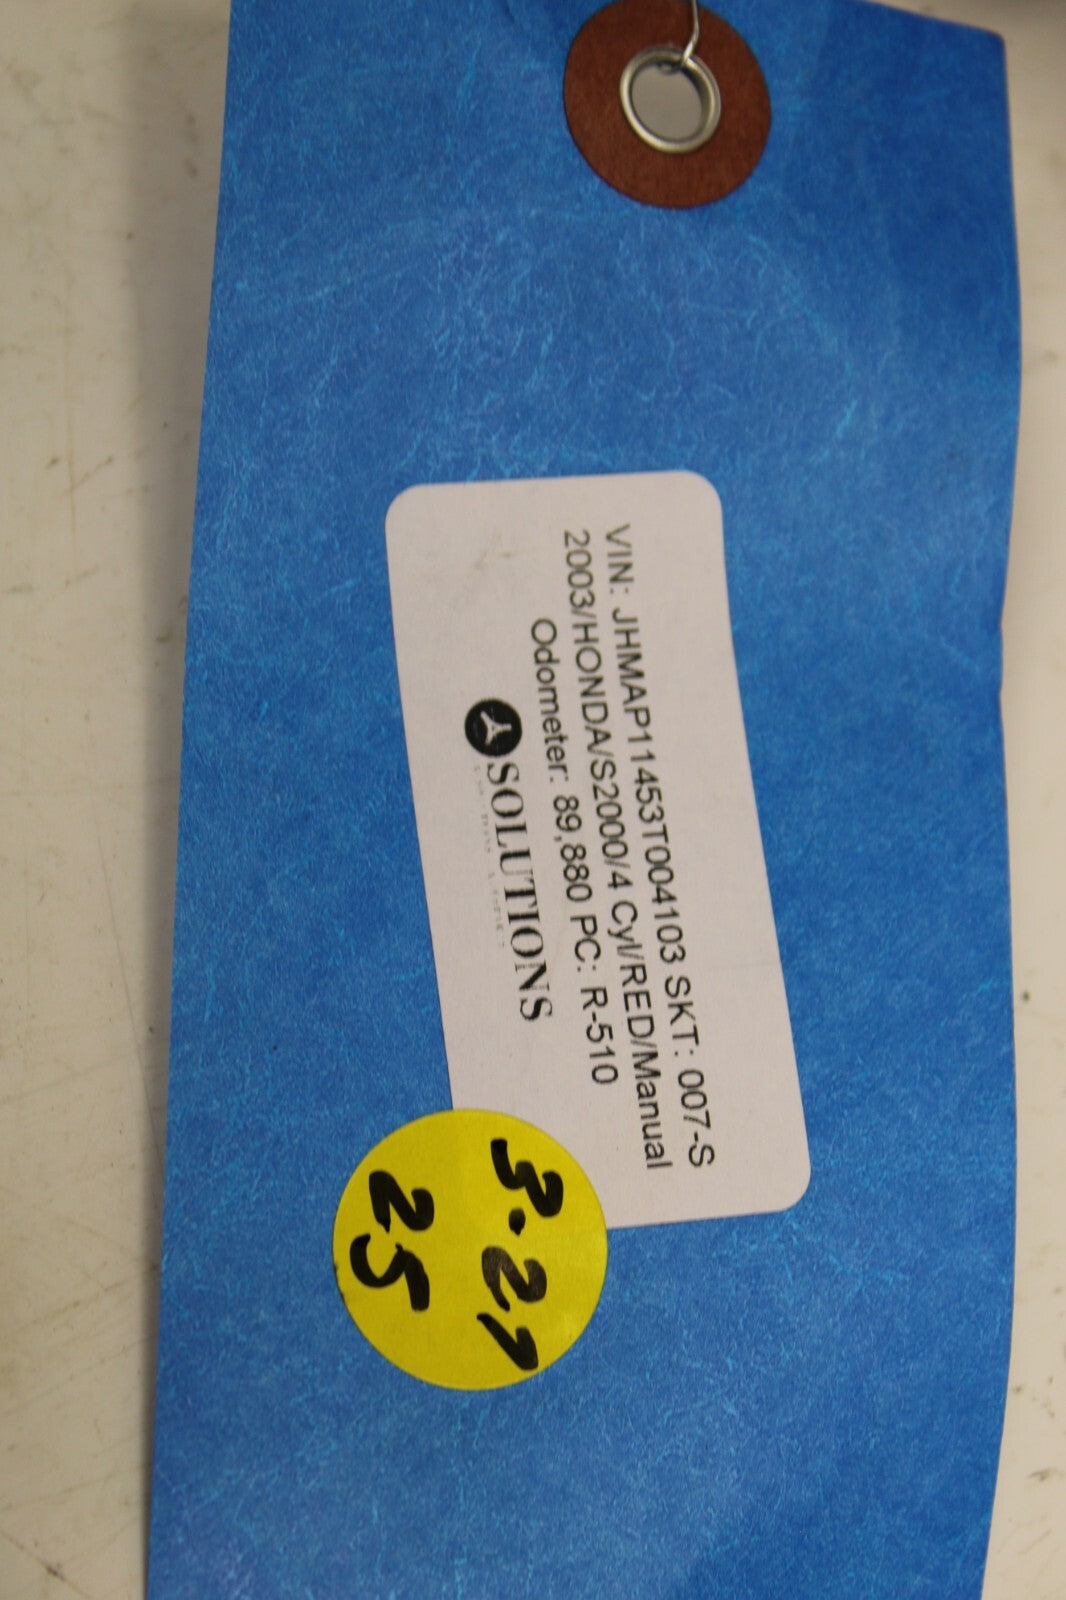 VIN: JHMAP11453T004103 SKT: 007-S
2003/HONDA/S2000/4 Cyl/RED/Manual
Odometer: 89,880 PC: R-510
SOLUTIONS
3.21
25